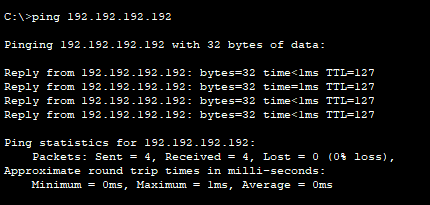 C:\>ping 192.192.192.192
Pinging 192.192.192.192 with 32 bytes of data:
Reply from 192.192.192.192: bytes=32 time<1ms TTL=127
Reply from 192.192.192.192: bytes=32 time<1ms TTL=127
Reply from 192.192.192.192: bytes=32 time<1ms TTL=127
Reply from 192.192.192.192: bytes=32 time<1ms TTL=127
Ping statistics for 192.192.192.192:
Packets: Sent = 4, Received = 4, Lost = 0 (0% loss),
Approximate round trip times in milli-seconds:
Minimum = 0ms, Maximum = 1ms, Average = 0ms